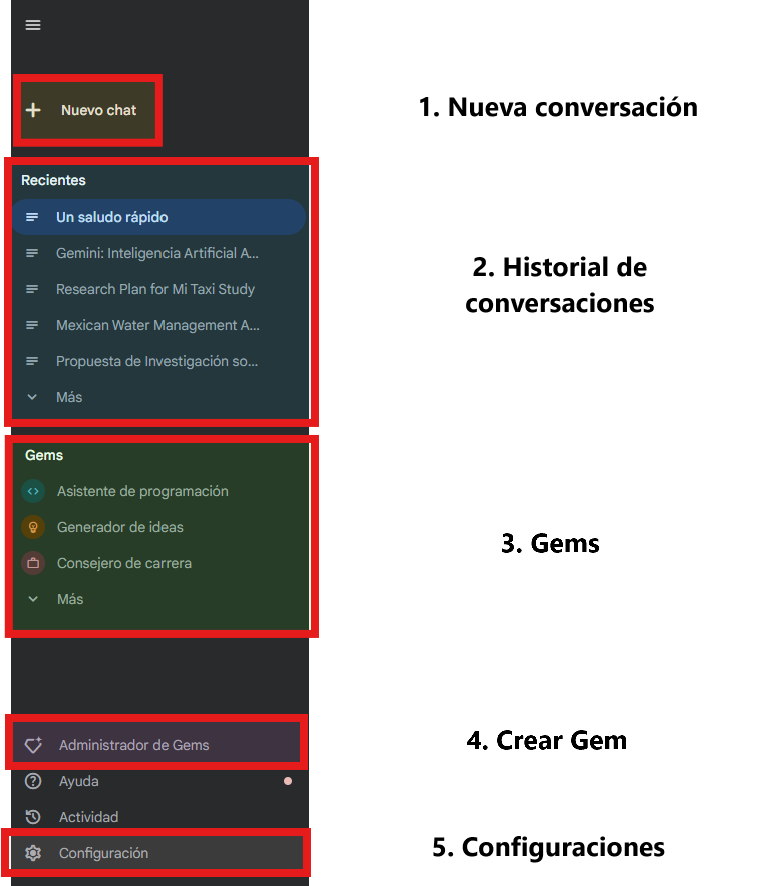 Nuevo chat
1. Nueva conversación
Recientes
Un saludo rápido
Gemini: Inteligencia Artificial A...
Research Plan for Mi Taxi Study
Mexican Water Management A...
Propuesta de Investigación so...
Más
2. Historial de
conversaciones
Gems
Asistente de programación
Generador de ideas
Consejero de carrera
Más
3. Gems
Administrador de Gems
4. Crear Gem
Ayuda
Actividad
Configuración
5. Configuraciones